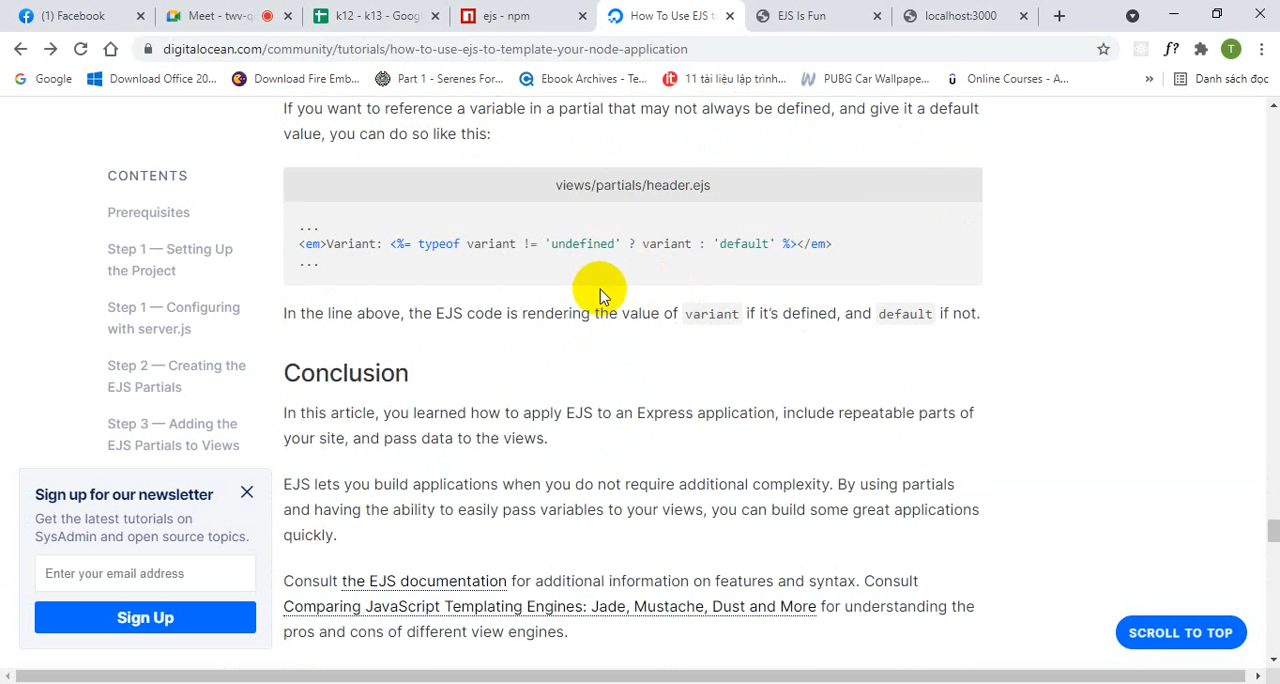 (1) Facebook
Meet - twv-q
k12 - k13 - Goog
ejs - npm
How To Use EJS t
EJS Is Fun
localhost:3000
digitalocean.com/community/tutorials/how-to-use-ejs-to-template-your-node-application
f?
T
Google
Download Office 20...
Download Fire Emb...
Part 1 - Serenes For...
Ebook Archives - Te...
11 tài liệu lập trình...
PUBG Car Wallpape...
Online Courses - A...
»
Danh sách đọc
If you want to reference a variable in a partial that may not always be defined, and give it a default
value, you can do so like this:
views/partials/header.ejs
...
<em>Variant: <%= typeof variant != 'undefined' ? variant : 'default' %></em>
...
In the line above, the EJS code is rendering the value of variant if it’s defined, and default if not.
Conclusion
In this article, you learned how to apply EJS to an Express application, include repeatable parts of
your site, and pass data to the views.
EJS lets you build applications when you do not require additional complexity. By using partials
and having the ability to easily pass variables to your views, you can build some great applications
quickly.
Consult the EJS documentation for additional information on features and syntax. Consult
Comparing JavaScript Templating Engines: Jade, Mustache, Dust and More for understanding the
pros and cons of different view engines.
CONTENTS
Prerequisites
Step 1 — Setting Up
the Project
Step 1 — Configuring
with server.js
Step 2 — Creating the
EJS Partials
Step 3 — Adding the
EJS Partials to Views
Sign up for our newsletter
Get the latest tutorials on
SysAdmin and open source topics.
Enter your email address
Sign Up
SCROLL TO TOP